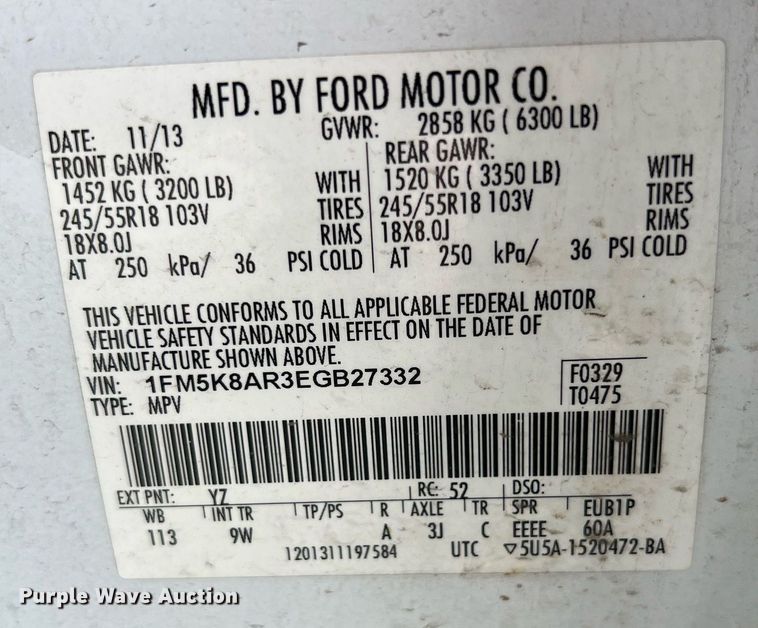 MFD. BY FORD MOTOR CO.
DATE: 11/13 GVWR: 2858 KG ( 6300 LB)
FRONT GAWR: REAR GAWR:
1452 KG ( 3200 LB) WITH 1520 KG ( 3350 LB) WITH
245/55R18 103V TIRES 245/55R18 103V TIRES
18X8.0J RIMS 18X8.0J RIMS
AT 250 kPa/ 36 PSI COLD AT 250 kPa/ 36 PSI COLD
THIS VEHICLE CONFORMS TO ALL APPLICABLE FEDERAL MOTOR
VEHICLE SAFETY STANDARDS IN EFFECT ON THE DATE OF
MANUFACTURE SHOWN ABOVE.
VIN: 1FM5K8AR3EGB27332 F0329
TYPE: MPV T0475
EXT PNT: YZ RC: 52 DSO:
WB INT TR TP/PS R AXLE TR SPR EUB1P
113 9W A 3J C EEEE 60A
1201311197584 UTC ▽5U5A-1520472-BA
Purple Wave Auction